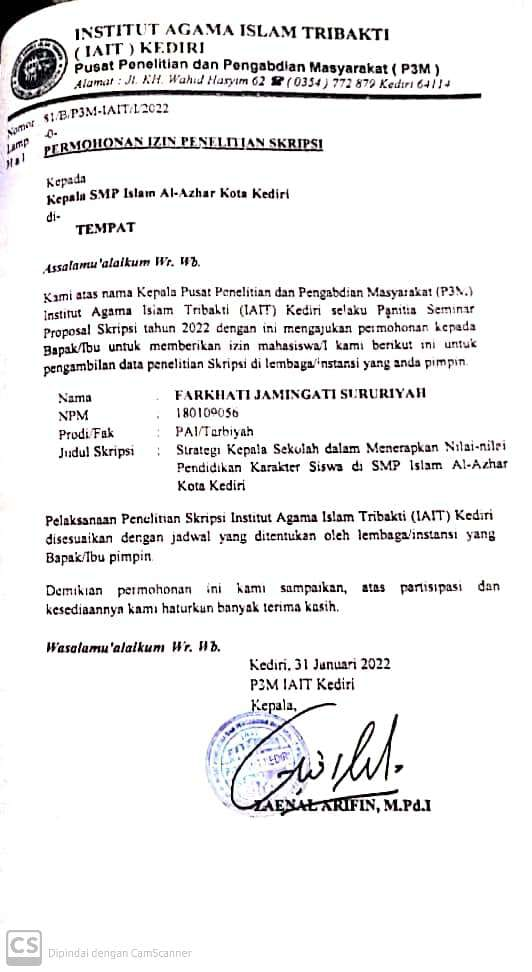 INSTITUT AGAMA ISLAM TRIBAKTI
( IAIT ) KEDIRI
Pusat Penelitian dan Pengabdian Masyarakat ( P3M )
Alamat : Jl. KH. Wahid Hasyim 62 ☎ ( 0354 ) 772 879 Kediri 64114
Nomor 51/B/P3M-IAIT/I/2022
Lamp -0-
Hal PERMOHONAN IZIN PENELITIAN SKRIPSI
Kepada
Kepala SMP Islam Al-Azhar Kota Kediri
di-
TEMPAT
Assalamu'alaikum Wr. Wb.
Kami atas nama Kepala Pusat Penelitian dan Pengabdian Masyarakat (P3M)
Institut Agama Islam Tribakti (IAIT) Kediri selaku Panitia Seminar
Proposal Skripsi tahun 2022 dengan ini mengajukan permohonan kepada
Bapak/Ibu untuk memberikan izin mahasiswa/I kami berikut ini untuk
pengambilan data penelitian Skripsi di lembaga/instansi yang anda pimpin.
Nama : FARKHATI JAMINGATI SURURIYAH
NPM : 180109056
Prodi/Fak : PAI/Tarbiyah
Judul Skripsi : Strategi Kepala Sekolah dalam Menerapkan Nilai-nilai
Pendidikan Karakter Siswa di SMP Islam Al-Azhar
Kota Kediri
Pelaksanaan Penelitian Skripsi Institut Agama Islam Tribakti (IAIT) Kediri
disesuaikan dengan jadwal yang ditentukan oleh lembaga/instansi yang
Bapak/Ibu pimpin.
Demikian permohonan ini kami sampaikan, atas partisipasi dan
kesediaannya kami haturkan banyak terima kasih.
Wasalamu'alaikum Wr. Wb.
Kediri, 31 Januari 2022
P3M IAIT Kediri
Kepala,
ZAENAL ARIFIN, M.Pd.I
CS Dipindai dengan CamScanner